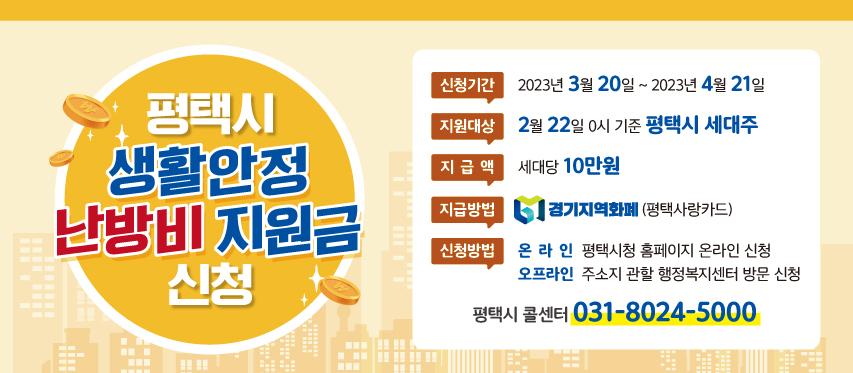 평택시
생활안정
난방비 지원금
신청
신청기간 2023년 3월 20일 ~ 2023년 4월 21일
지원대상 2월 22일 0시 기준 평택시 세대주
지 급 액 세대당 10만원
지급방법 경기지역화폐 (평택사랑카드)
신청방법 온 라 인 평택시청 홈페이지 온라인 신청
오프라인 주소지 관할 행정복지센터 방문 신청
평택시 콜센터 031-8024-5000